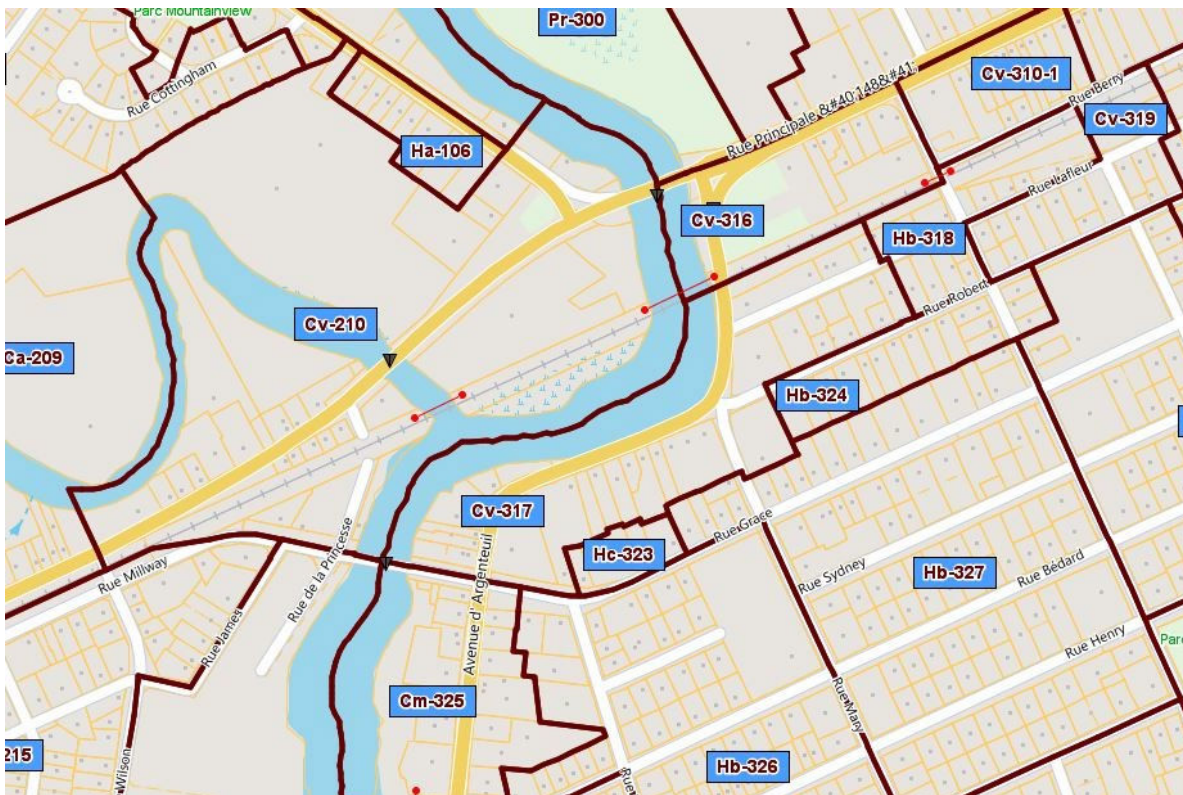 Parc Mountainview
Pr-300
Rue Cottingham
Cv-310-1
Rue Berry
Rue Principale &#40;148&#41;
Cv-319
Ha-106
Rue Lafleur
Cv-316
Hb-318
Rue Robert
Cv-210
Ca-209
Hb-324
Cv-317
Rue Grace
Hc-323
Rue Sydney
Hb-327
Rue Bédard
Rue Millway
Rue de la Princesse
Rue James
Avenue d' Argenteuil
Rue Henry
Parc
Rue Mary
Cm-325
215
Wilson
Hb-326
Rue